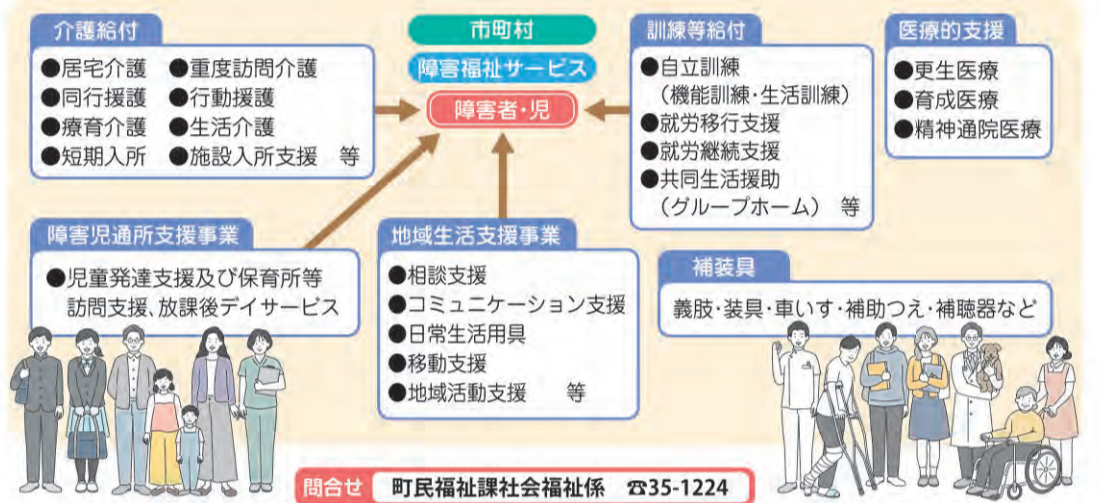 市町村
障害福祉サービス
障害者・児
介護給付
●居宅介護 ●重度訪問介護
●同行援護 ●行動援護
●療育介護 ●生活介護
●短期入所 ●施設入所支援 等
訓練等給付
●自立訓練
（機能訓練・生活訓練）
●就労移行支援
●就労継続支援
●共同生活援助
（グループホーム） 等
医療的支援
●更生医療
●育成医療
●精神通院医療
障害児通所支援事業
●児童発達支援及び保育所等
訪問支援、放課後デイサービス
地域生活支援事業
●相談支援
●コミュニケーション支援
●日常生活用具
●移動支援
●地域活動支援 等
補装具
義肢・装具・車いす・補助つえ・補聴器など
問合せ 町民福祉課社会福祉係 ☎35-1224